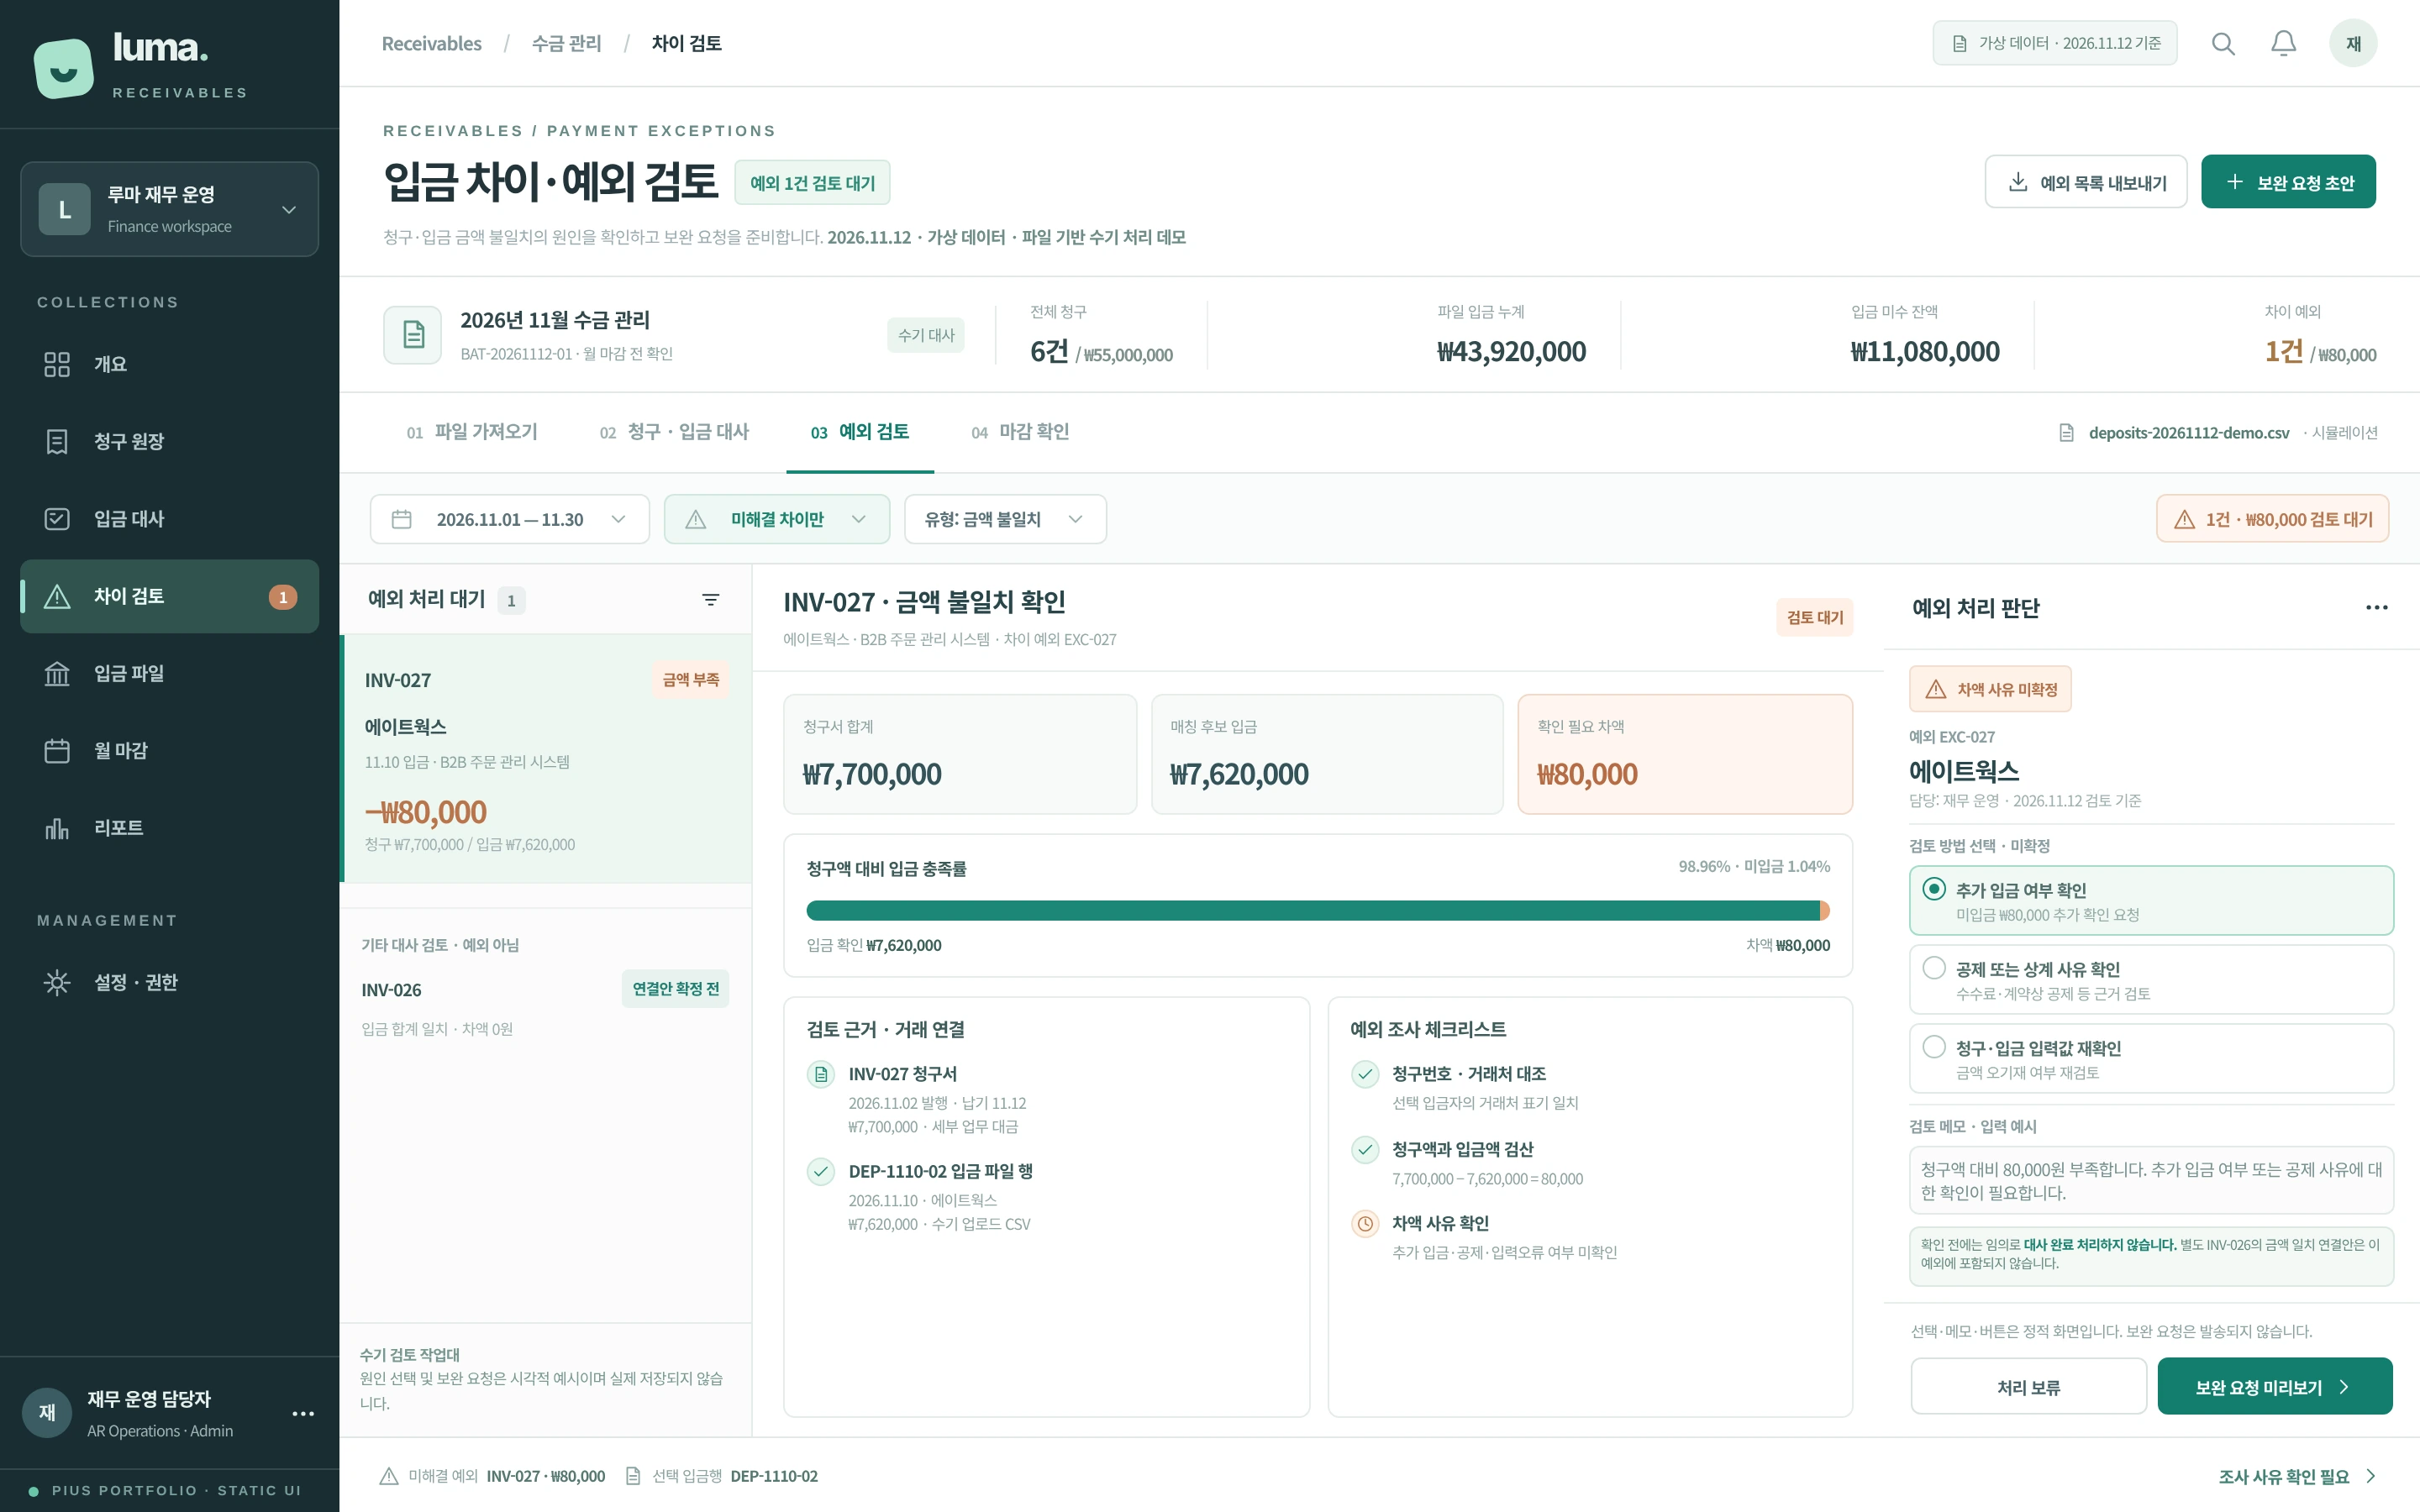 luma.
RECEIVABLES
L
루마 재무 운영
Finance workspace
COLLECTIONS
개요
청구 원장
입금 대사
차이 검토
1
입금 파일
월 마감
리포트
MANAGEMENT
설정 · 권한
재
재무 운영 담당자
AR Operations · Admin
PIUS PORTFOLIO · STATIC UI
Receivables / 수금 관리 / 차이 검토
가상 데이터 · 2026.11.12 기준
재
RECEIVABLES / PAYMENT EXCEPTIONS
입금 차이·예외 검토
예외 1건 검토 대기
청구·입금 금액 불일치의 원인을 확인하고 보완 요청을 준비합니다. 2026.11.12 · 가상 데이터 · 파일 기반 수기 처리 데모
예외 목록 내보내기
보완 요청 초안
2026년 11월 수금 관리
BAT-20261112-01 · 월 마감 전 확인
수기 대사
전체 청구
6건 / ₩55,000,000
파일 입금 누계
₩43,920,000
입금 미수 잔액
₩11,080,000
차이 예외
1건 / ₩80,000
01 파일 가져오기
02 청구 · 입금 대사
03 예외 검토
04 마감 확인
deposits-20261112-demo.csv · 시뮬레이션
2026.11.01 — 11.30
미해결 차이만
유형: 금액 불일치
1건 · ₩80,000 검토 대기
예외 처리 대기 1
INV-027
금액 부족
에이트웍스
11.10 입금 · B2B 주문 관리 시스템
−₩80,000
청구 ₩7,700,000 / 입금 ₩7,620,000
기타 대사 검토 · 예외 아님
INV-026
연결안 확정 전
입금 합계 일치 · 차액 0원
수기 검토 작업대
원인 선택 및 보완 요청은 시각적 예시이며 실제 저장되지 않습
니다.
INV-027 · 금액 불일치 확인
에이트웍스 · B2B 주문 관리 시스템 · 차이 예외 EXC-027
검토 대기
청구서 합계
₩7,700,000
매칭 후보 입금
₩7,620,000
확인 필요 차액
₩80,000
청구액 대비 입금 충족률
98.96% · 미입금 1.04%
입금 확인 ₩7,620,000
차액 ₩80,000
검토 근거 · 거래 연결
INV-027 청구서
2026.11.02 발행 · 납기 11.12
₩7,700,000 · 세부 업무 대금
DEP-1110-02 입금 파일 행
2026.11.10 · 에이트웍스
₩7,620,000 · 수기 업로드 CSV
예외 조사 체크리스트
청구번호 · 거래처 대조
선택 입금자의 거래처 표기 일치
청구액과 입금액 검산
7,700,000 − 7,620,000 = 80,000
차액 사유 확인
추가 입금·공제·입력오류 여부 미확인
예외 처리 판단
차액 사유 미확정
예외 EXC-027
에이트웍스
담당: 재무 운영 · 2026.11.12 검토 기준
검토 방법 선택 · 미확정
추가 입금 여부 확인
미입금 ₩80,000 추가 확인 요청
공제 또는 상계 사유 확인
수수료·계약상 공제 등 근거 검토
청구·입금 입력값 재확인
금액 오기재 여부 재검토
검토 메모 · 입력 예시
청구액 대비 80,000원 부족합니다. 추가 입금 여부 또는 공제 사유에 대
한 확인이 필요합니다.
확인 전에는 임의로 대사 완료 처리하지 않습니다. 별도 INV-026의 금액 일치 연결안은 이
예외에 포함되지 않습니다.
선택·메모·버튼은 정적 화면입니다. 보완 요청은 발송되지 않습니다.
처리 보류
보완 요청 미리보기
미해결 예외 INV-027 · ₩80,000
선택 입금행 DEP-1110-02
조사 사유 확인 필요